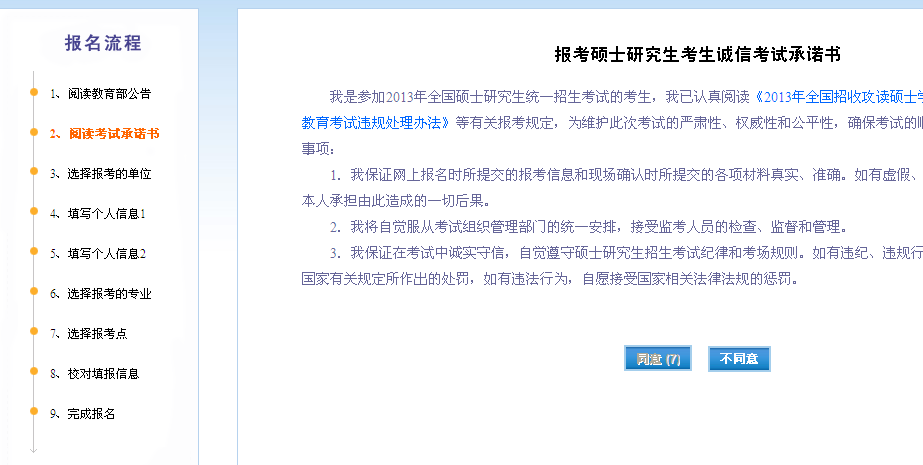 报名流程
1、阅读教育部公告
2、阅读考试承诺书
3、选择报考的单位
4、填写个人信息1
5、填写个人信息2
6、选择报考的专业
7、选择报考点
8、校对填报信息
9、完成报名
报考硕士研究生考生诚信考试承诺书
我是参加2013年全国硕士研究生统一招生考试的考生，我已认真阅读《2013年全国招收攻读硕士学
教育考试违规处理办法》等有关报考规定，为维护此次考试的严肃性、权威性和公平性，确保考试的
事项：
1．我保证网上报名时所提交的报考信息和现场确认时所提交的各项材料真实、准确。如有虚假、
本人承担由此造成的一切后果。
2．我将自觉服从考试组织管理部门的统一安排，接受监考人员的检查、监督和管理。
3．我保证在考试中诚实守信，自觉遵守硕士研究生招生考试纪律和考场规则。如有违纪、违规行
国家有关规定所作出的处罚，如有违法行为，自愿接受国家相关法律法规的惩罚。
同意 (7) 不同意